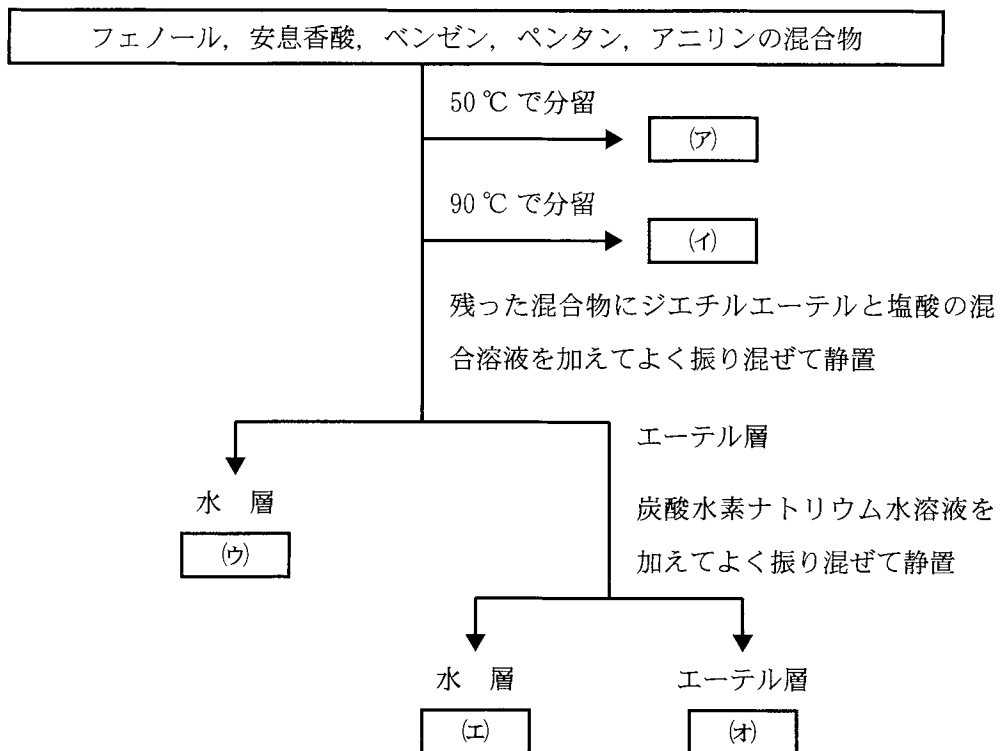 フェノール，安息香酸，ベンゼン，ペンタン，アニリンの混合物
50 ℃ で分留
(ア)
90 ℃ で分留
(イ)
残った混合物にジエチルエーテルと塩酸の混
合溶液を加えてよく振り混ぜて静置
エーテル層
水　層
(ウ)
炭酸水素ナトリウム水溶液を
加えてよく振り混ぜて静置
水　層
エーテル層
(エ)
(オ)